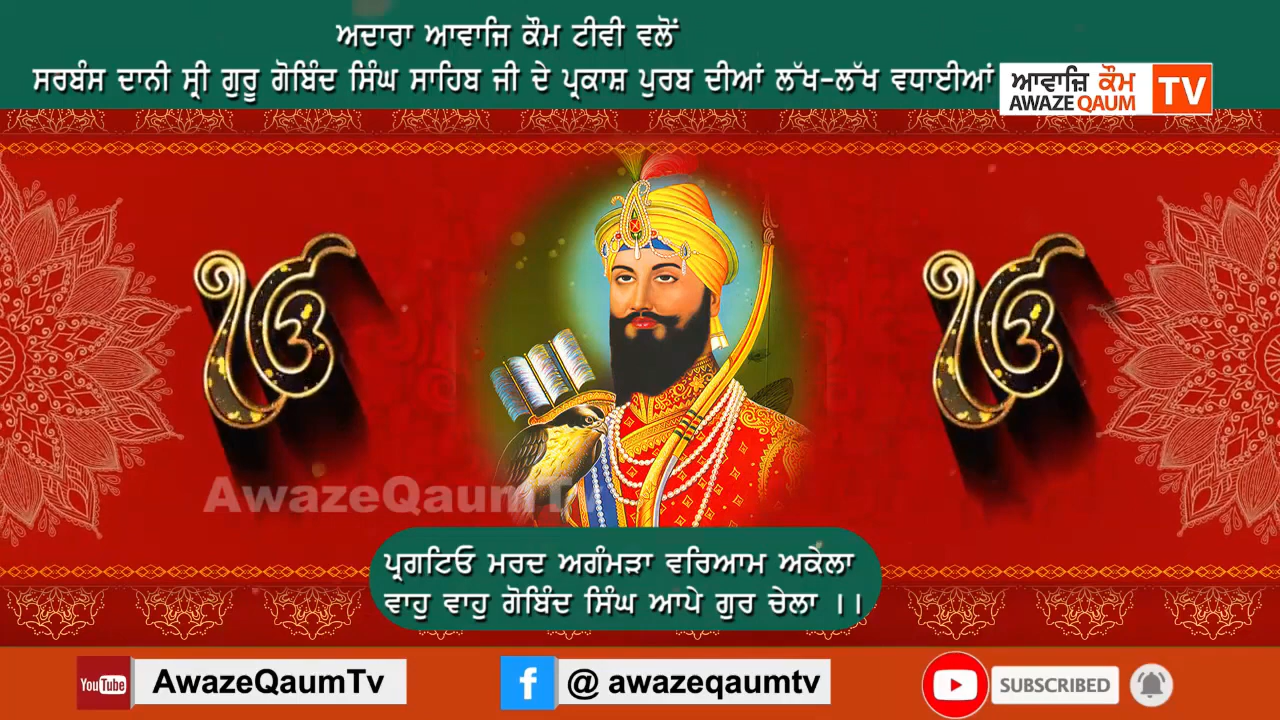 ਅਦਾਰਾ ਆਵਾਜਿ ਕੌਮ ਟੀਵੀ ਵਲੋਂ
ਸਰਬੰਸ ਦਾਨੀ ਸ੍ਰੀ ਗੁਰੂ ਗੋਬਿੰਦ ਸਿੰਘ ਸਾਹਿਬ ਜੀ ਦੇ ਪ੍ਰਕਾਸ਼ ਪੁਰਬ ਦੀਆਂ ਲੱਖ-ਲੱਖ ਵਧਾਈਆਂ
ਆਵਾਜ਼ਿ ਕੌਮ
AWAZE QAUM TV
ੴ ੴ
AwazeQaumTv
ਪ੍ਰਗਟਿਓ ਮਰਦ ਅਗੰਮੜਾ ਵਰਿਆਮ ਅਕੇਲਾ
ਵਾਹੁ ਵਾਹੁ ਗੋਬਿੰਦ ਸਿੰਘ ਆਪੇ ਗੁਰ ਚੇਲਾ ।।
YouTube AwazeQaumTv
f @ awazeqaumtv
SUBSCRIBED